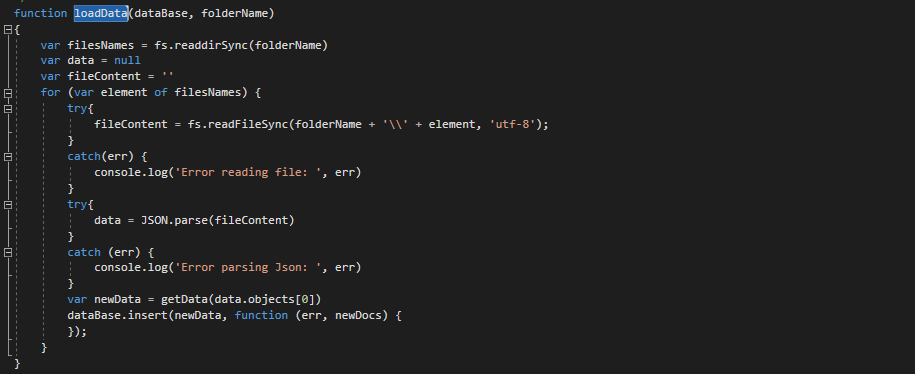 function loadData(dataBase, folderName)
{
    var filesNames = fs.readdirSync(folderName)
    var data = null
    var fileContent = ''
    for (var element of filesNames) {
        try{
            fileContent = fs.readFileSync(folderName + '\\' + element, 'utf-8');
        }
        catch(err) {
            console.log('Error reading file: ', err)
        }
        try{
            data = JSON.parse(fileContent)
        }
        catch (err) {
            console.log('Error parsing Json: ', err)
        }
        var newData = getData(data.objects[0])
        dataBase.insert(newData, function (err, newDocs) {
        });
    }
}